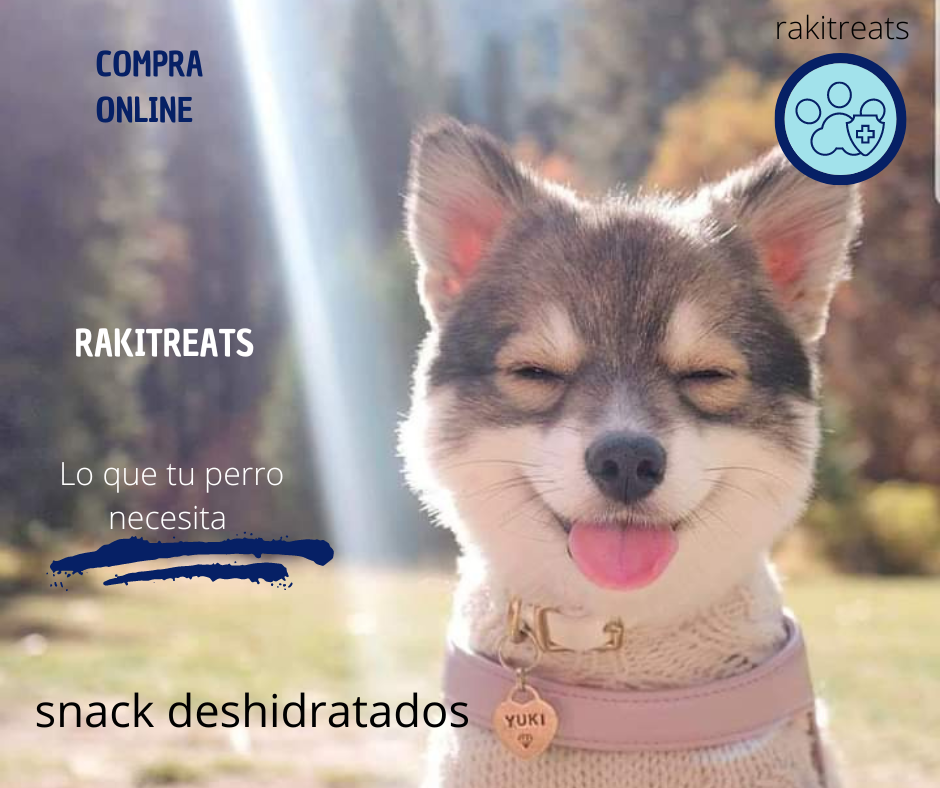 rakitreats
COMPRA
ONLINE
RAKITREATS
Lo que tu perro
necesita
snack deshidratados
YUKI